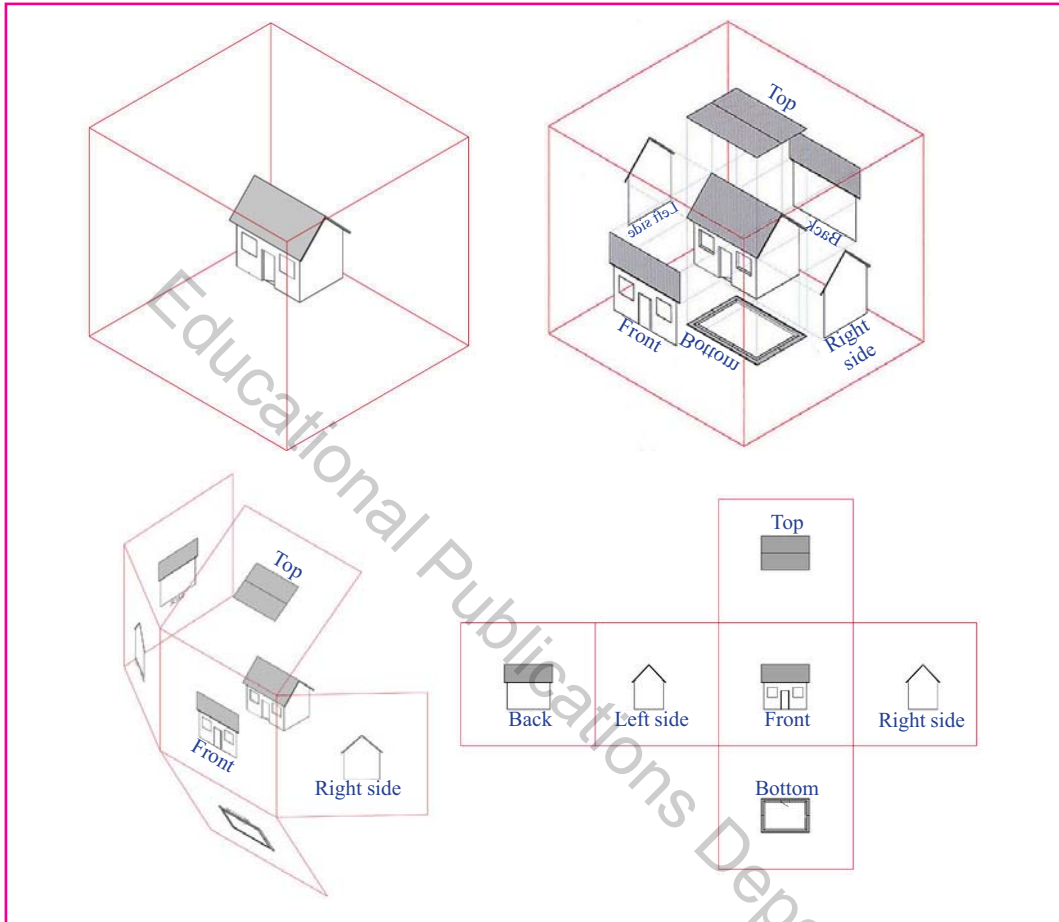 Top
Left side
Back
Front
Bottom
Right
side
Top
Front
Right side
Top
Back
Left side
Front
Right side
Bottom
Educational Publications Depa